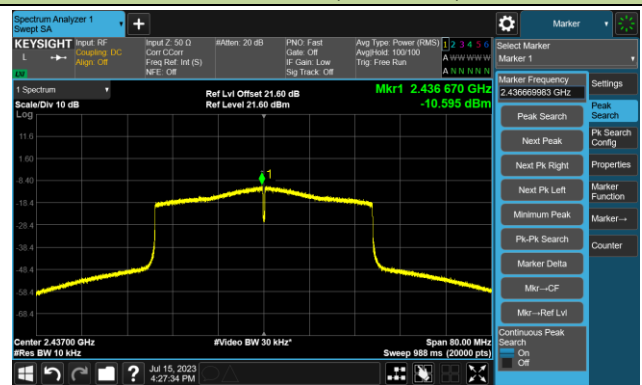 Spectrum Analyzer 1
Swept SA
+
Marker
KEYSIGHT
L
Input: RF
Coupling: DC
Align: Off
Input Z: 50 Ω
Corr CCorr
Freq Ref: Int (S)
NFE: Off
#Atten: 20 dB
PNO: Fast
Gate: Off
IF Gain: Low
Sig Track: Off
Avg Type: Power (RMS)
Avg|Hold: 100/100
Trig: Free Run
1 2 3 4 5 6
A W W W W W
A N N N N N
Select Marker
Marker 1
1 Spectrum
Scale/Div 10 dB
Log
Ref Lvl Offset 21.60 dB
Ref Level 21.60 dBm
Mkr1 2.436 670 GHz
-10.595 dBm
11.6
1.60
-8.40
-18.4
-28.4
-38.4
-48.4
-58.4
-68.4
1
Center 2.43700 GHz
#Res BW 10 kHz
#Video BW 30 kHz*
Span 80.00 MHz
Sweep 988 ms (20000 pts)
Marker Frequency
2.436669983 GHz
Peak Search
Next Peak
Next Pk Right
Next Pk Left
Minimum Peak
Pk-Pk Search
Marker Delta
Mkr→CF
Mkr→Ref Lvl
Continuous Peak
Search
On
Off
Settings
Peak
Search
Pk Search
Config
Properties
Marker
Function
Marker→
Counter
?
Jul 15, 2023
4:27:34 PM